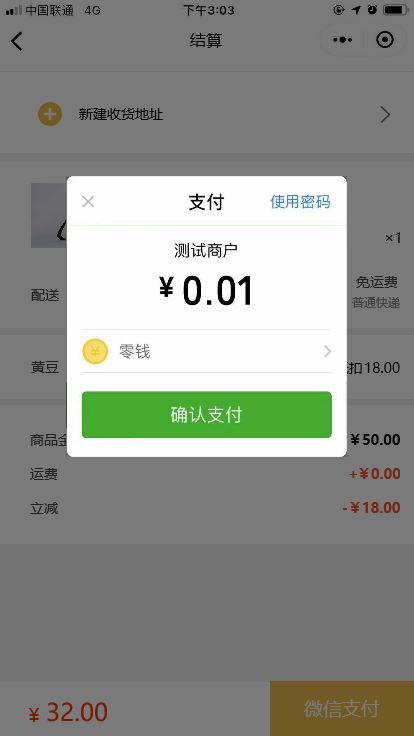 中国联通 4G 下午3:03
结算
新建收货地址
支付 使用密码
测试商户
¥0.01
×1
配送 免运费
普通快递
零钱
黄豆 扣18.00
确认支付
商品金 ¥50.00
运费 +¥0.00
立减 -¥18.00
¥32.00 微信支付